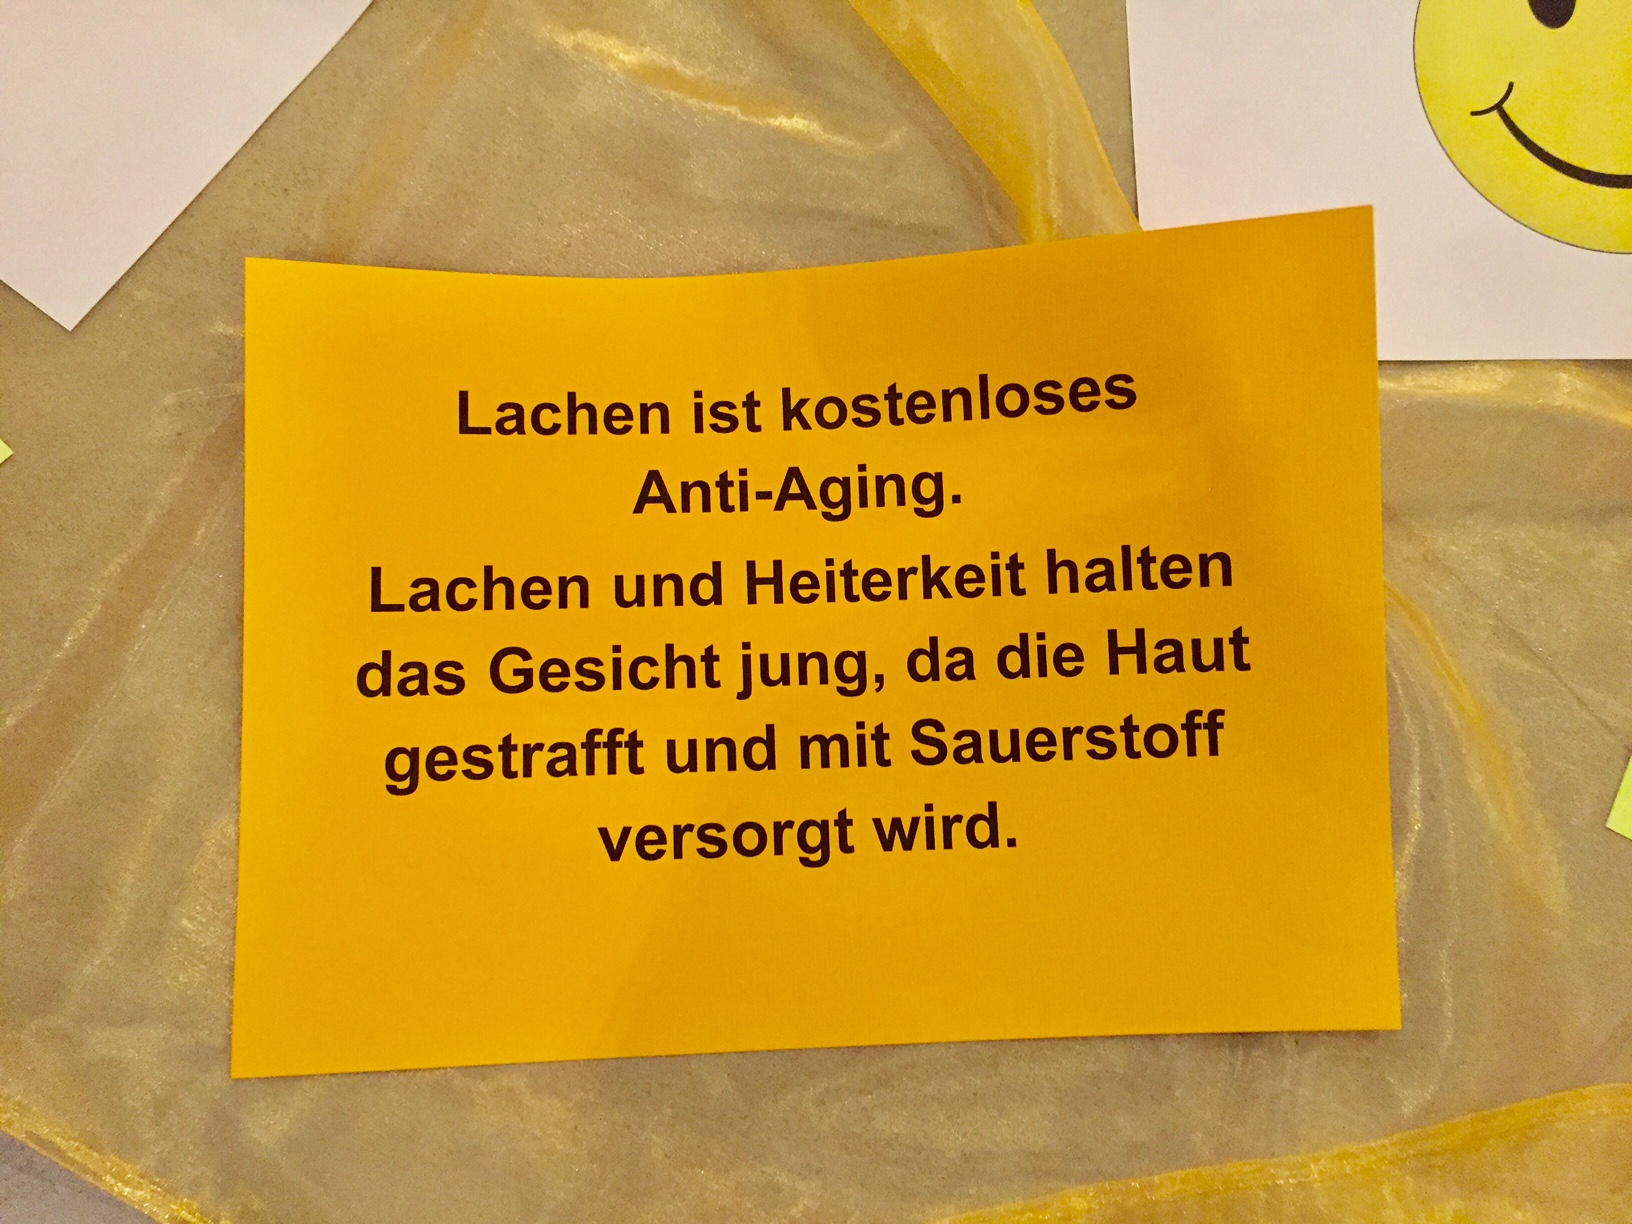 Lachen ist kostenloses
Anti-Aging.
Lachen und Heiterkeit halten
das Gesicht jung, da die Haut
gestrafft und mit Sauerstoff
versorgt wird.